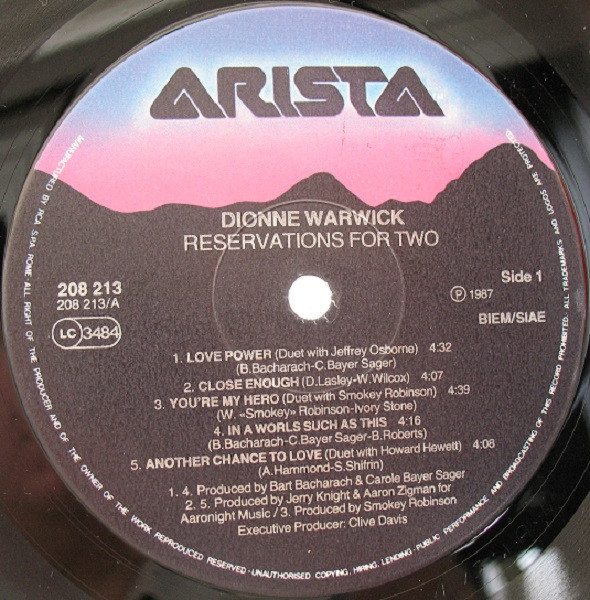 ARISTA
DIONNE WARWICK
RESERVATIONS FOR TWO
208 213
208 213/A
LC 3484
Side 1
Ⓟ 1987
BIEM/SIAE
1. LOVE POWER (Duet with Jeffrey Osborne) 4:32
(B.Bacharach-C.Bayer Sager)
2. CLOSE ENOUGH (D.Lasley-W.Wilcox) 4:07
3. YOU'RE MY HERO (Duet with Smokey Robinson) 4:39
(W. «Smokey» Robinson-Ivory Stone)
4. IN A WORLS SUCH AS THIS 4:16
(B.Bacharach-C.Bayer Sager-B.Roberts)
5. ANOTHER CHANCE TO LOVE (Duet with Howard Hewett) 4:08
(A.Hammond-S.Shifrin)
1. 4. Produced by Bart Bacharach & Carole Bayer Sager
2. 5. Produced by Jerry Knight & Aaron Zigman for
Aaronight Music / 3. Produced by Smokey Robinson
Executive Producer: Clive Davis
MANUFACTURED BY RCA S.P.A. ROME· ALL RIGHT OF THE PRODUCER AND OF THE OWNER OF THE WORK REPRODUCED RESERVED·UNAUTHORISED COPYING, HIRING, LENDING·PUBLIC PERFORMANCE AND BROADCASTING OF THIS RECORD PROHIBITED. ALL TRADEMARKS AND LOGOS ARE PROTECTED